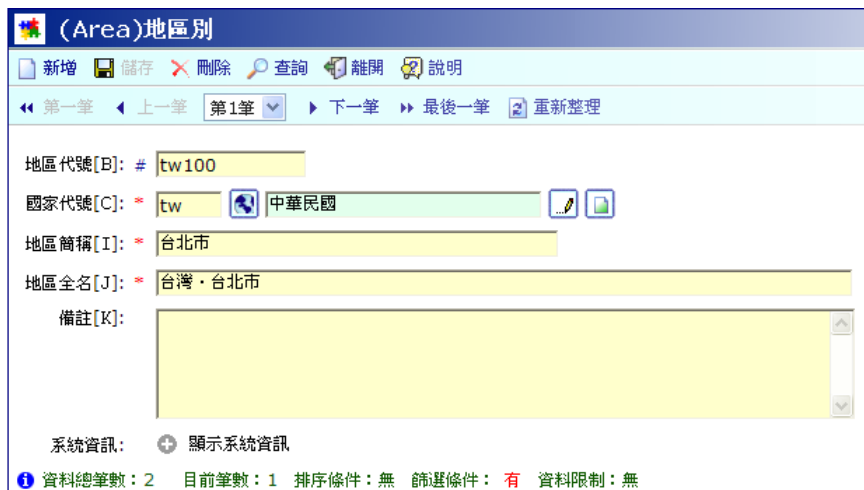 (Area)地區別
新增 儲存 刪除 查詢 離開 說明
第一筆 上一筆 第1筆 下一筆 最後一筆 重新整理
地區代號[B]: # tw100
國家代號[C]: * tw 中華民國
地區簡稱[I]: * 台北市
地區全名[J]: * 台灣・台北市
備註[K]:
系統資訊: 顯示系統資訊
資料總筆數：2 目前筆數：1 排序條件：無 篩選條件： 有 資料限制：無